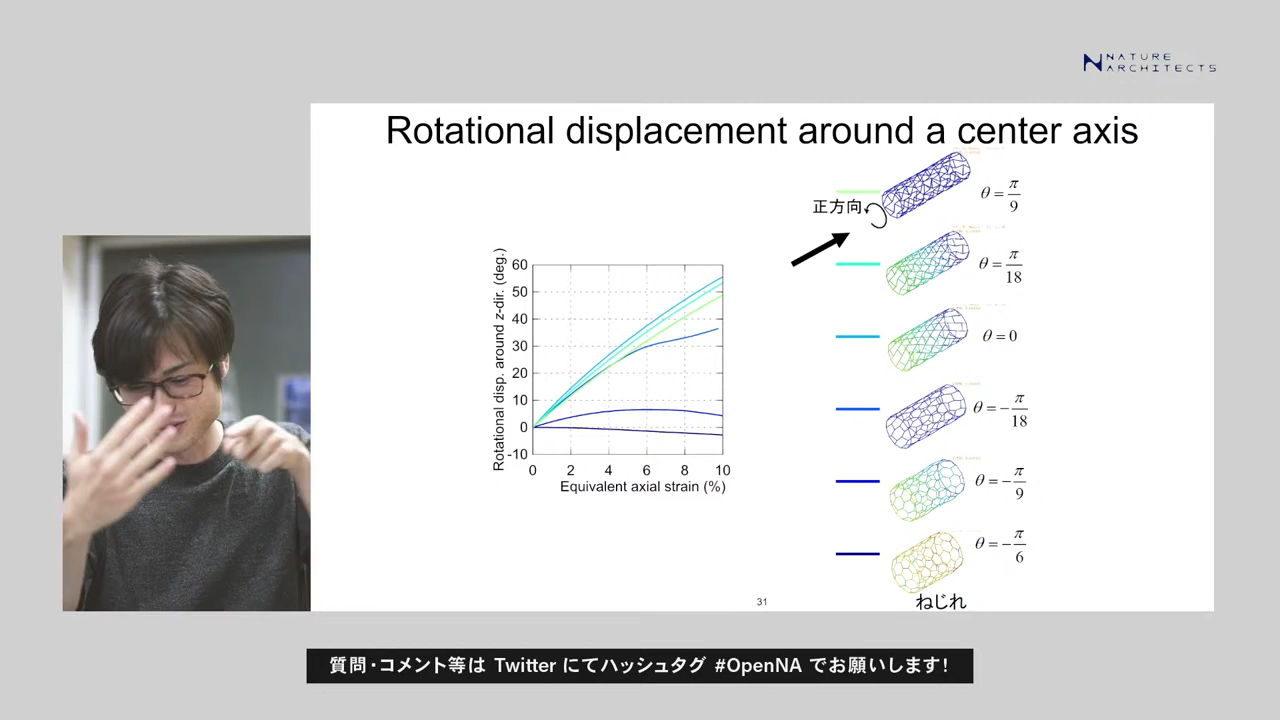 NATURE
ARCHITECTS
Rotational displacement around a center axis
正方向
θ = π/9
θ = π/18
θ = 0
θ = -π/18
θ = -π/9
θ = -π/6
ねじれ
Rotational disp. around z-dir. (deg.)
60
50
40
30
20
10
0
-10
0 2 4 6 8 10
Equivalent axial strain (%)
31
質問・コメント等は Twitter にてハッシュタグ #OpenNA でお願いします!